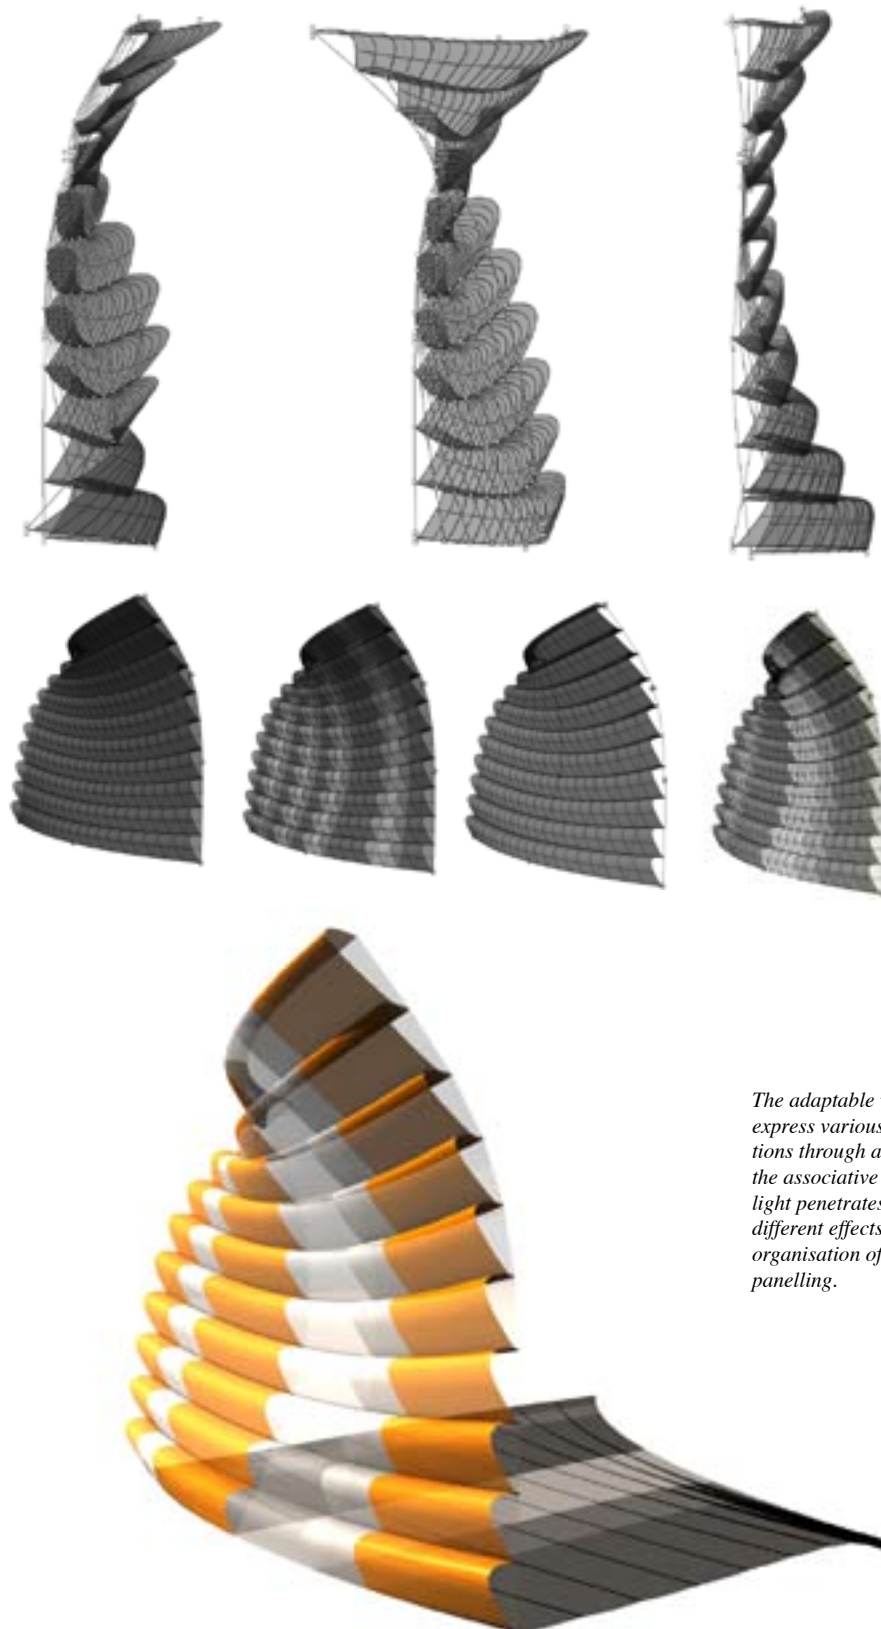 The adaptable
express various
tions through a
the associative
light penetrates
different effects
organisation of
panelling.